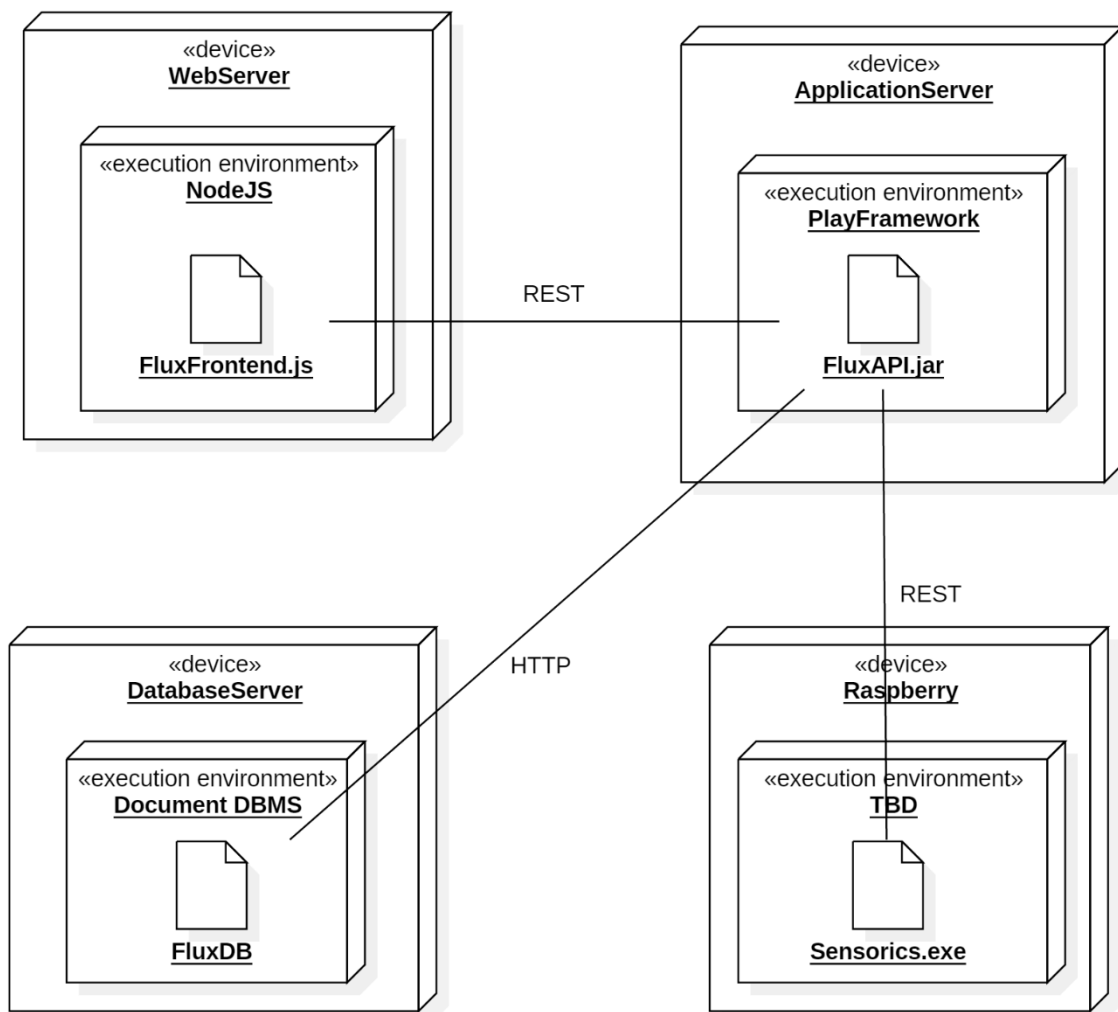 «device»
WebServer
«execution environment»
NodeJS
FluxFrontend.js
REST
«device»
ApplicationServer
«execution environment»
PlayFramework
FluxAPI.jar
HTTP
REST
«device»
DatabaseServer
«execution environment»
Document DBMS
FluxDB
«device»
Raspberry
«execution environment»
TBD
Sensorics.exe